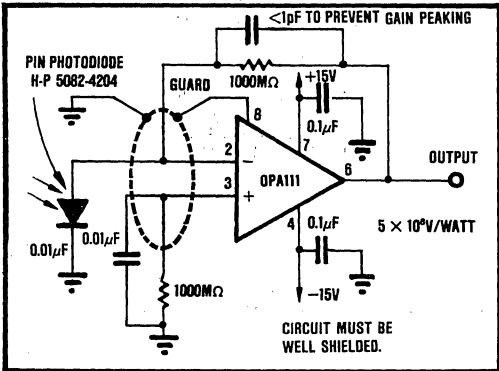 <1pF TO PREVENT GAIN PEAKING
PIN PHOTODIODE
H-P 5082-4204
GUARD
1000MΩ
+15V
8
0.1µF
7
2
−
OPA111
6
OUTPUT
3
+
4
0.1µF
5 × 10⁸V/WATT
0.01µF
0.01µF
1000MΩ
−15V
CIRCUIT MUST BE
WELL SHIELDED.